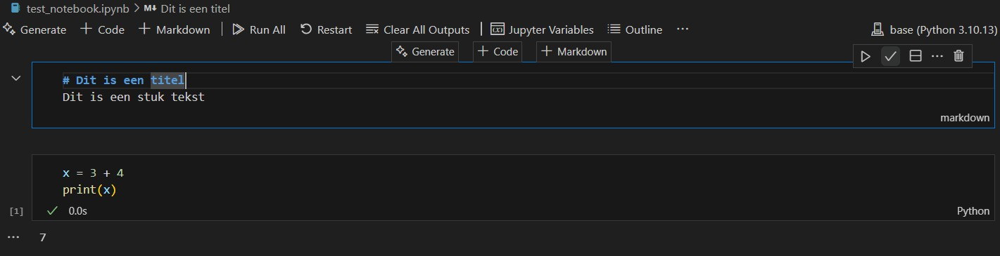 test_notebook.ipynb > M↓ Dit is een titel
Generate + Code + Markdown | Run All Restart Clear All Outputs | Jupyter Variables Outline ··· base (Python 3.10.13)
Generate + Code + Markdown
# Dit is een titel
Dit is een stuk tekst
markdown
x = 3 + 4
print(x)
[1] ✓ 0.0s Python
··· 7